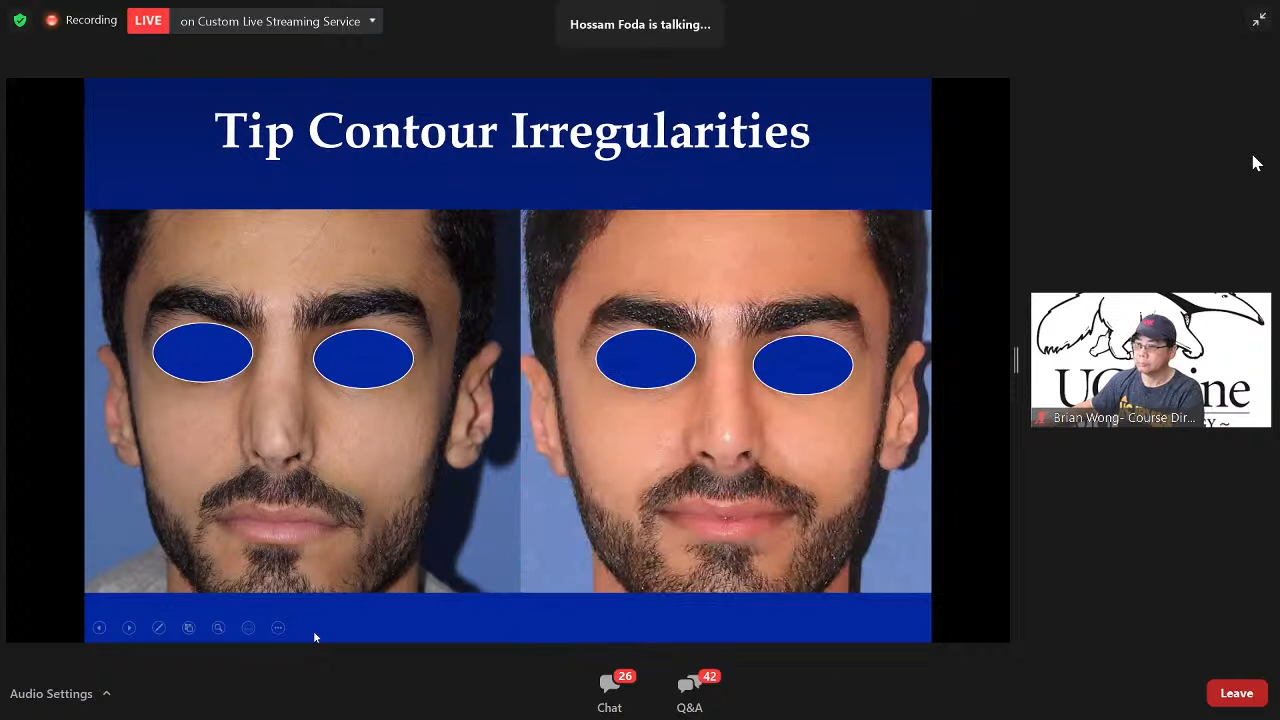 Recording
LIVE
on Custom Live Streaming Service
Hossam Foda is talking...
Tip Contour Irregularities
Brian Wong- Course Dir...
Audio Settings
26
Chat
42
Q&A
Leave